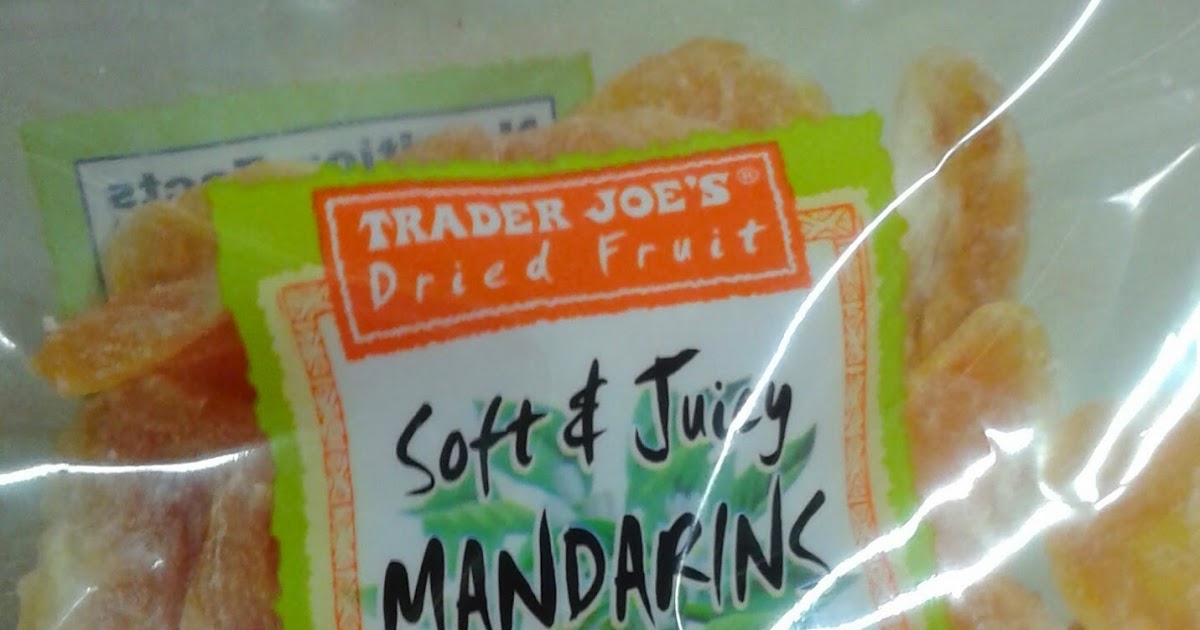 TRADER JOE'S®
Dried Fruit
Soft & Juicy
MANDARINS